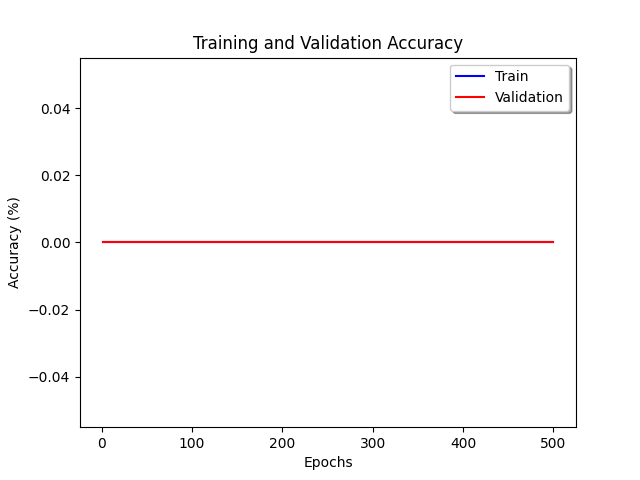 Training and Validation Accuracy
Train
Validation
Accuracy (%)
0.04
0.02
0.00
−0.02
−0.04
0
100
200
300
400
500
Epochs